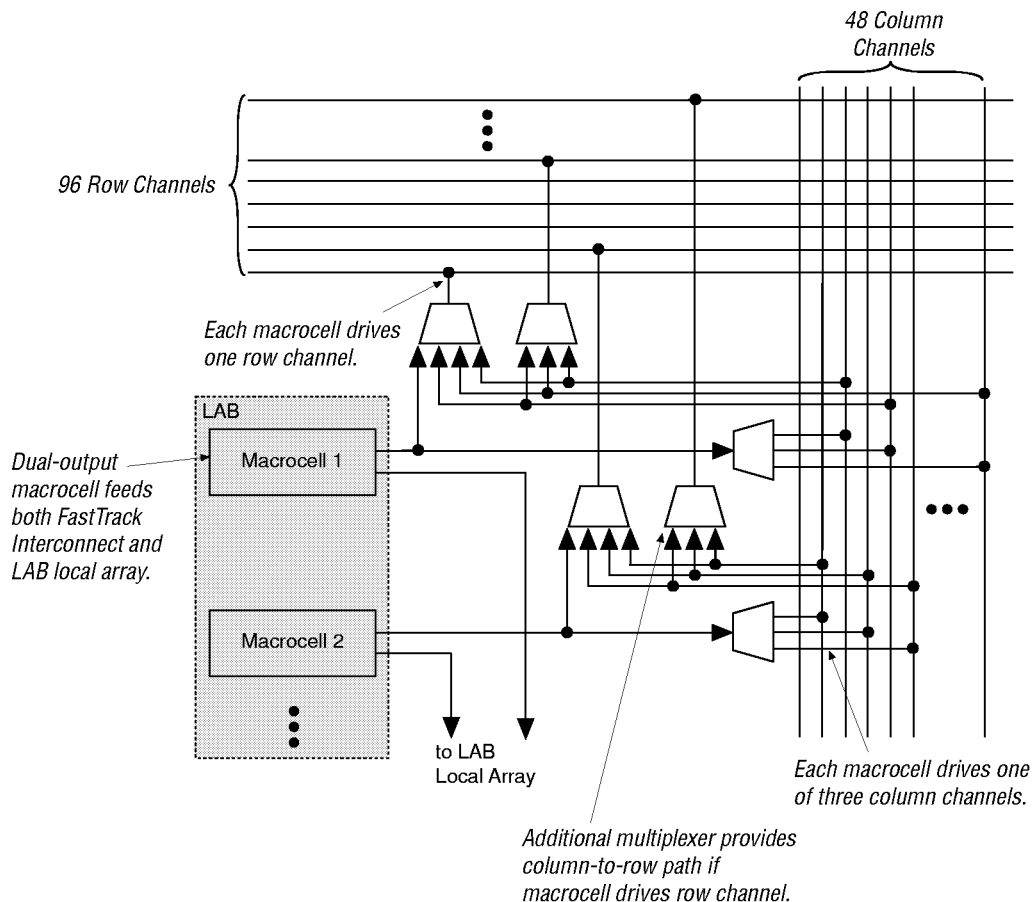 48 Column
Channels
96 Row Channels
Each macrocell drives
one row channel.
LAB
Macrocell 1
Dual-output
macrocell feeds
both FastTrack
Interconnect and
LAB local array.
Macrocell 2
to LAB
Local Array
Each macrocell drives one
of three column channels.
Additional multiplexer provides
column-to-row path if
macrocell drives row channel.